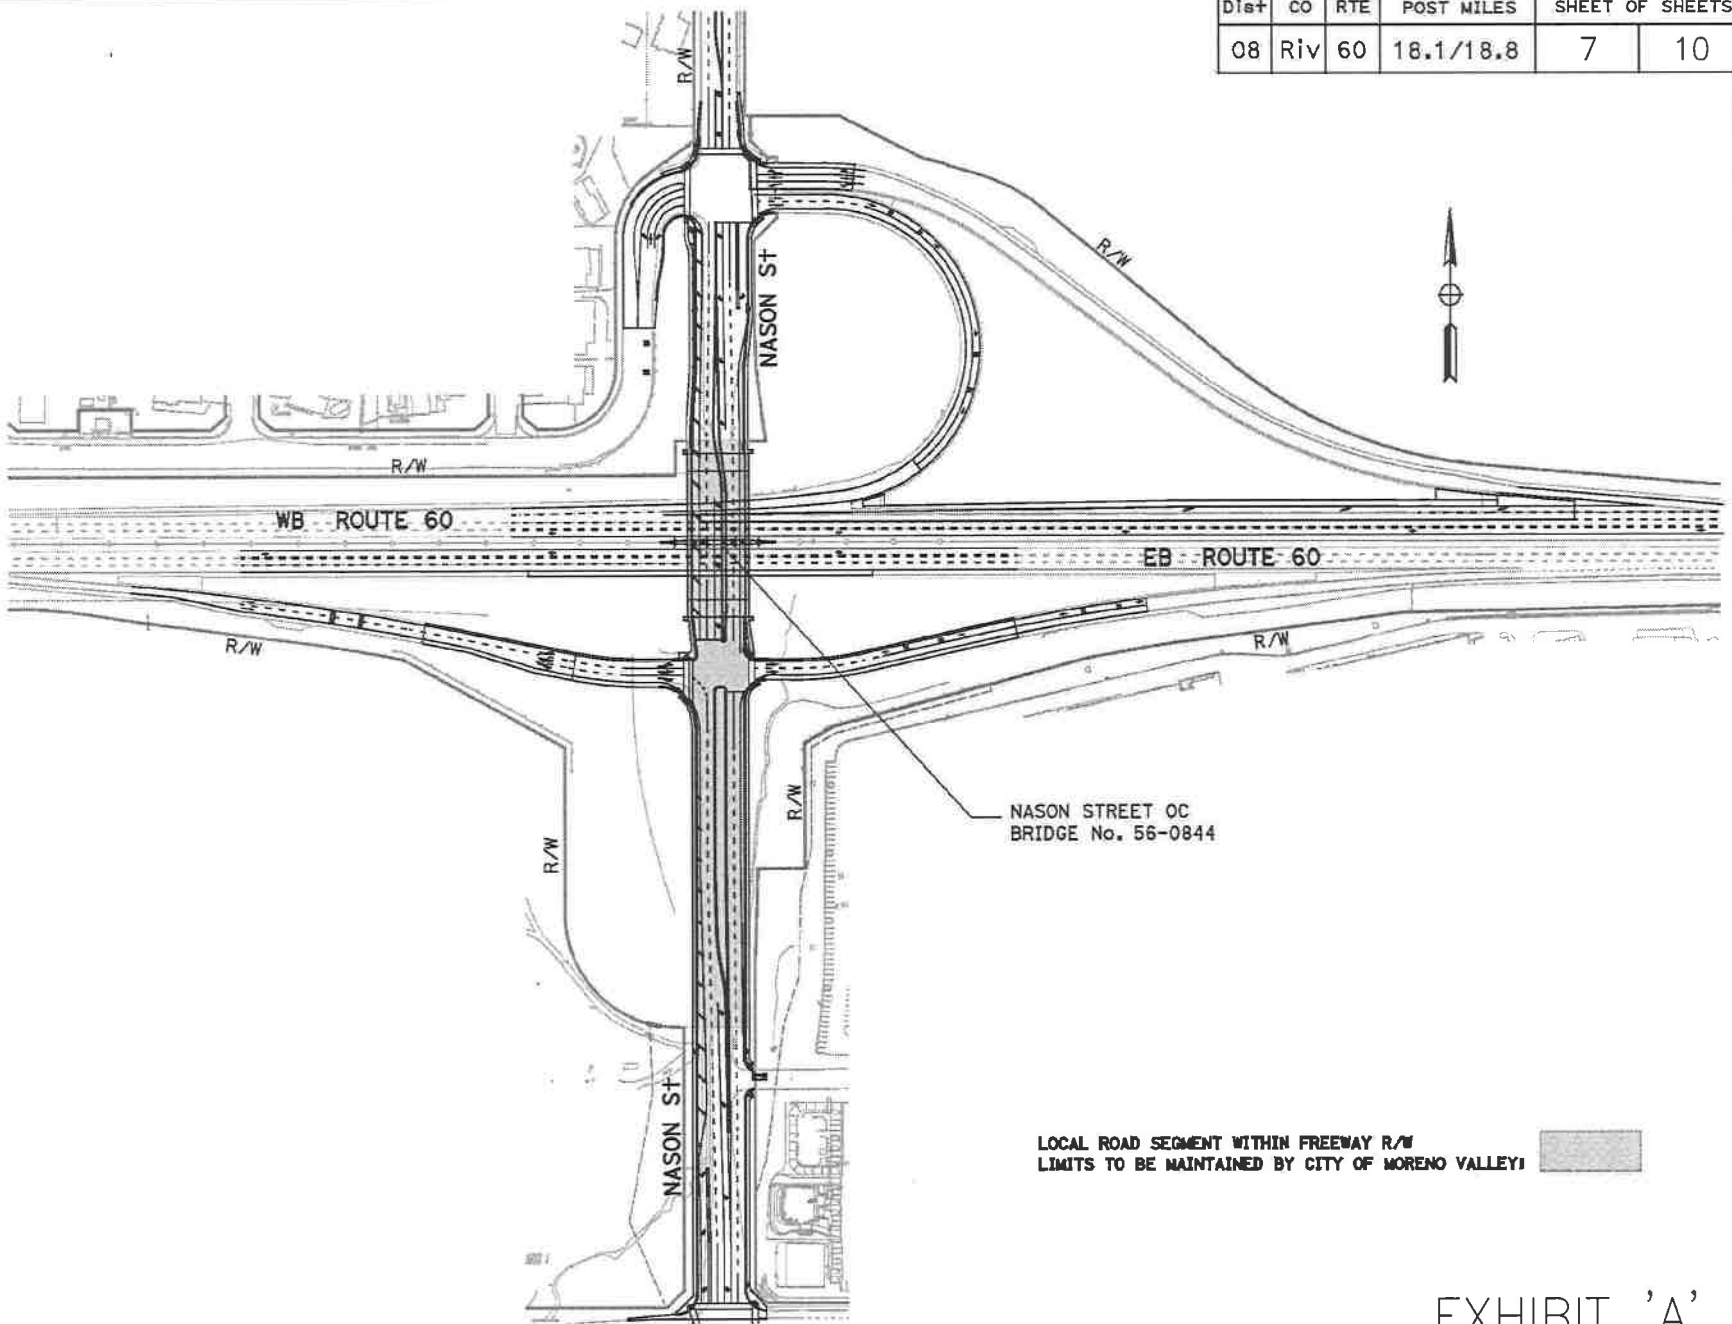 Dist CO RTE POST MILES SHEET OF SHEETS
08 Riv 60 18.1/18.8 7 10
R/W
R/W
NASON St
R/W
WB ROUTE 60
EB ROUTE 60
R/W
R/W
NASON STREET OC
BRIDGE No. 56-0844
R/W
R/W
NASON St
LOCAL ROAD SEGMENT WITHIN FREEWAY R/W
LIMITS TO BE MAINTAINED BY CITY OF MORENO VALLEY:
EXHIBIT 'A'